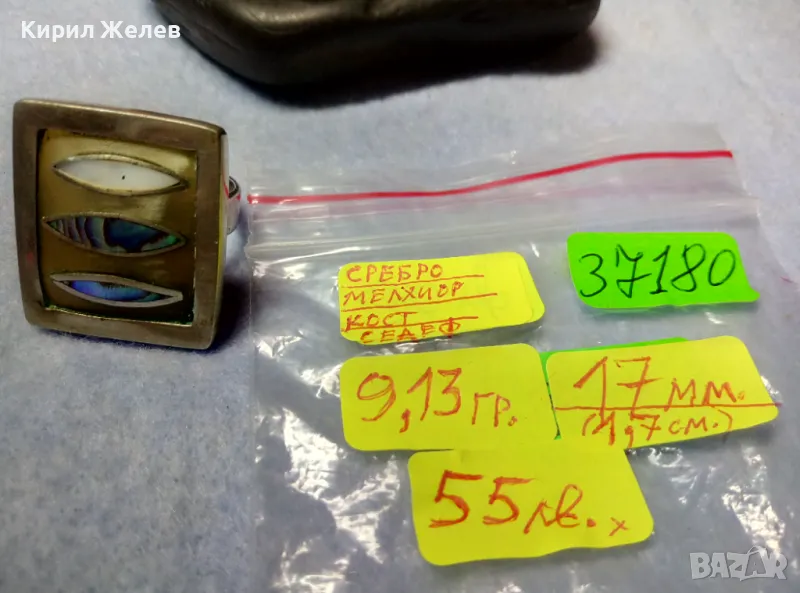 Кирил Желев
СРЕБРО
МЕЛХИОР
КОСТ
СЕДЕФ
37180
9,13 гр.
17 мм.
(1,7 см.)
55 лв. x
BAZAR